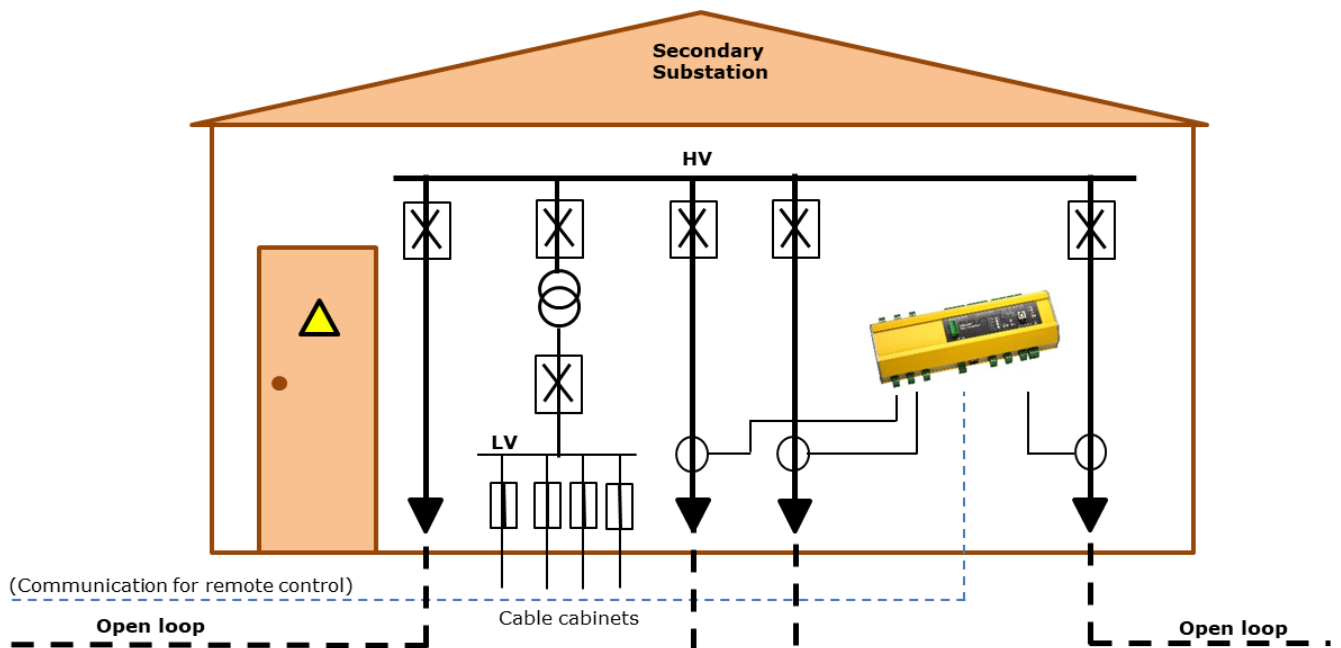 Secondary
Substation
HV
LV
(Communication for remote control)
Cable cabinets
Open loop
Open loop